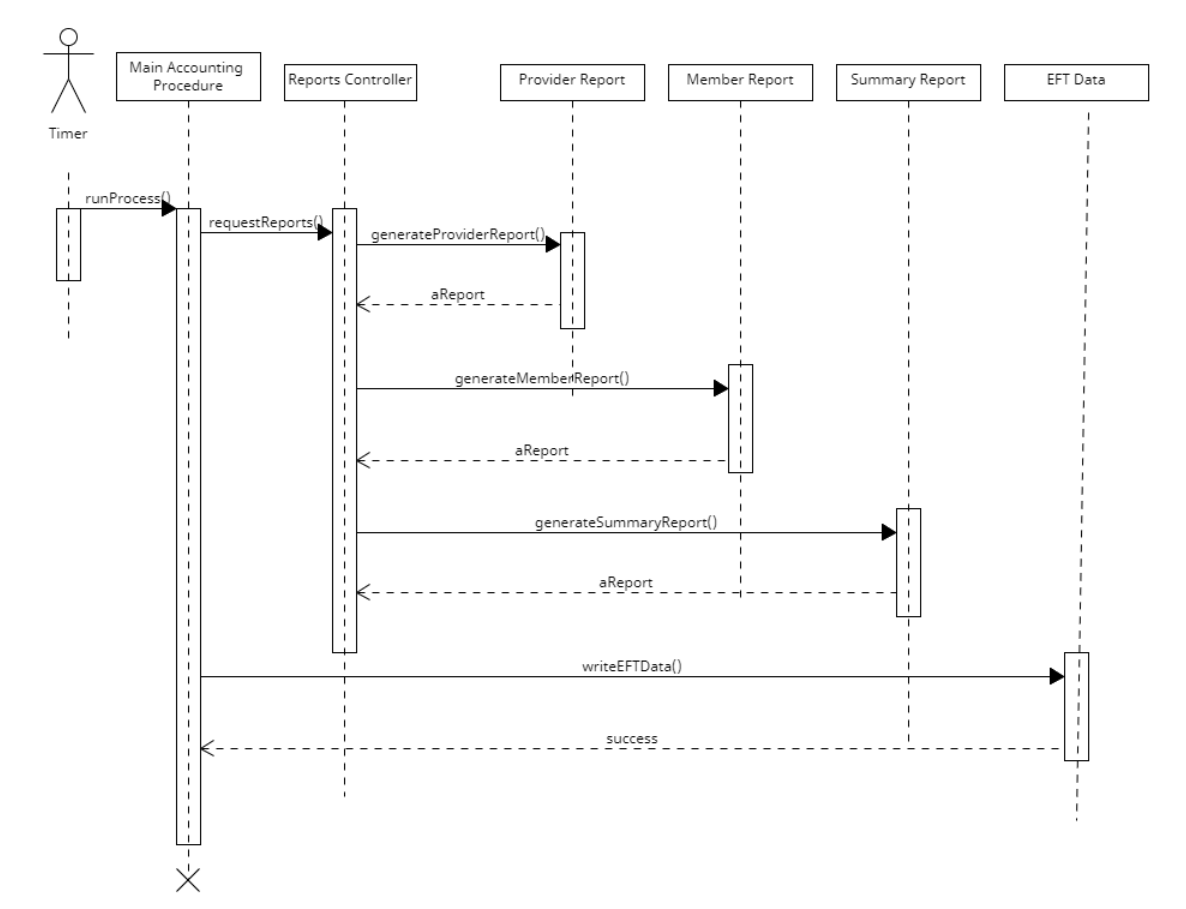 Main Accounting
Procedure
Reports Controller
Provider Report
Member Report
Summary Report
EFT Data
Timer
runProcess()
requestReports()
generateProviderReport()
aReport
generateMemberReport()
aReport
generateSummaryReport()
aReport
writeEFTData()
success